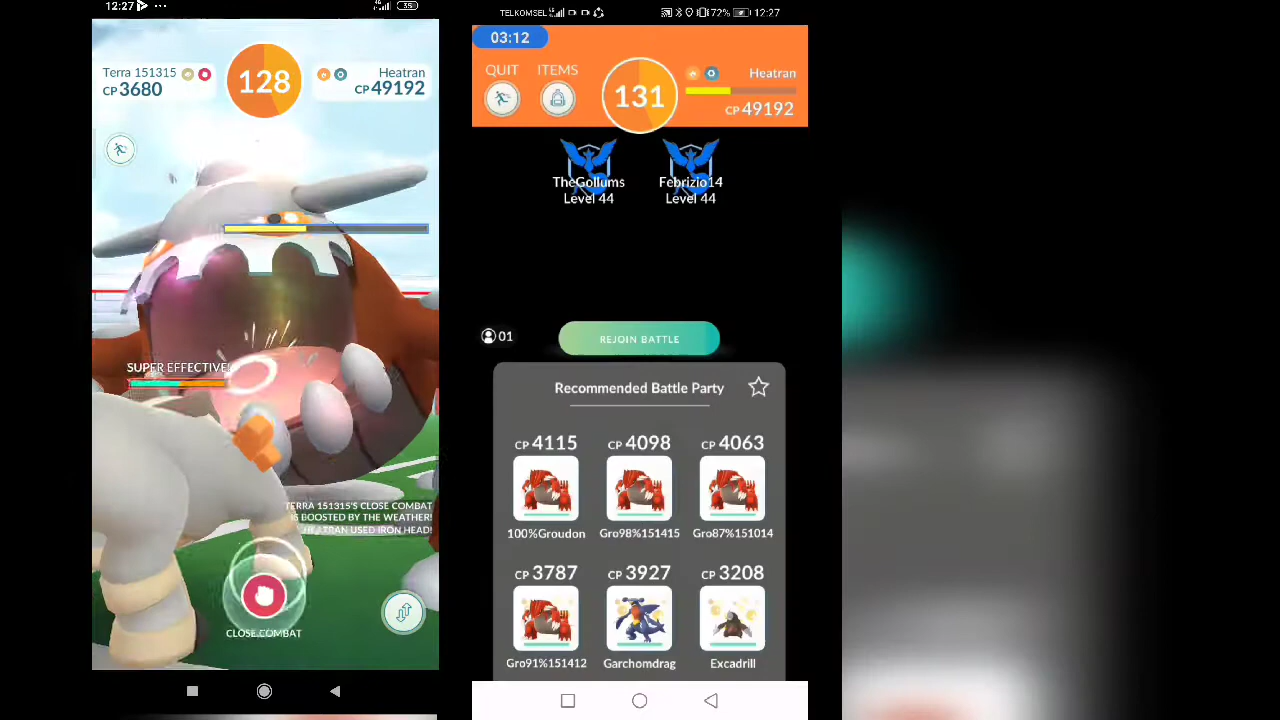 12:27
35
Terra 151315
CP 3680
128
Heatran
CP 49192
SUPER EFFECTIVE!
TERRA 151315'S CLOSE COMBAT
IS BOOSTED BY THE WEATHER!
HEATRAN USED IRON HEAD!
CLOSE COMBAT
TELKOMSEL
72%
12:27
03:12
QUIT
ITEMS
131
Heatran
CP 49192
TheGollums
Level 44
Febrizio14
Level 44
01
REJOIN BATTLE
Recommended Battle Party
CP 4115
CP 4098
CP 4063
100%Groudon
Gro98%151415
Gro87%151014
CP 3787
CP 3927
CP 3208
Gro91%151412
Garchomdrag
Excadrill